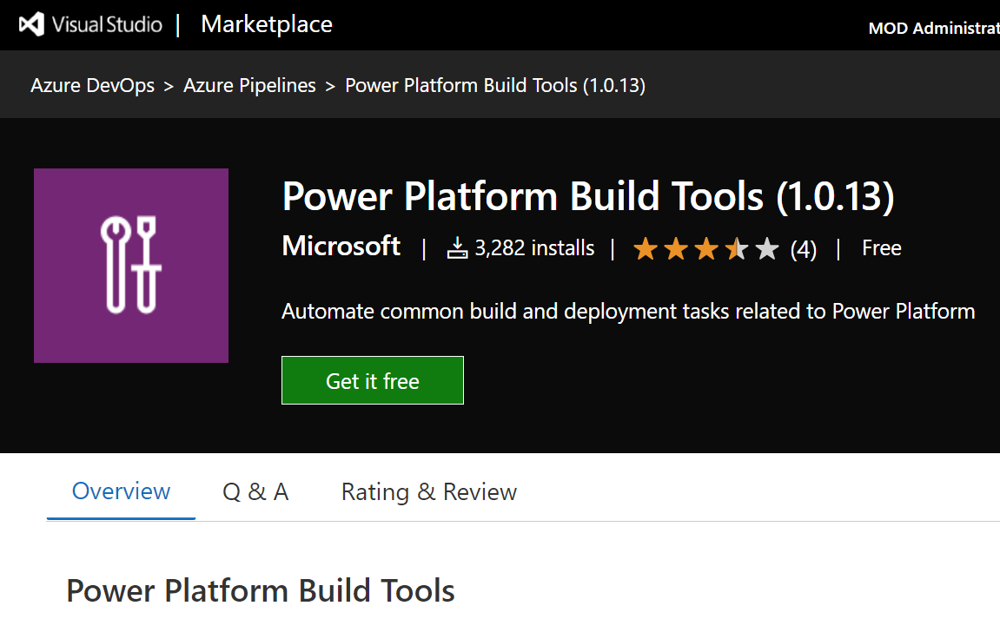 Visual Studio | Marketplace
MOD Administrat
Azure DevOps > Azure Pipelines > Power Platform Build Tools (1.0.13)
Power Platform Build Tools (1.0.13)
Microsoft | 3,282 installs | (4) | Free
Automate common build and deployment tasks related to Power Platform
Get it free
Overview Q & A Rating & Review
Power Platform Build Tools